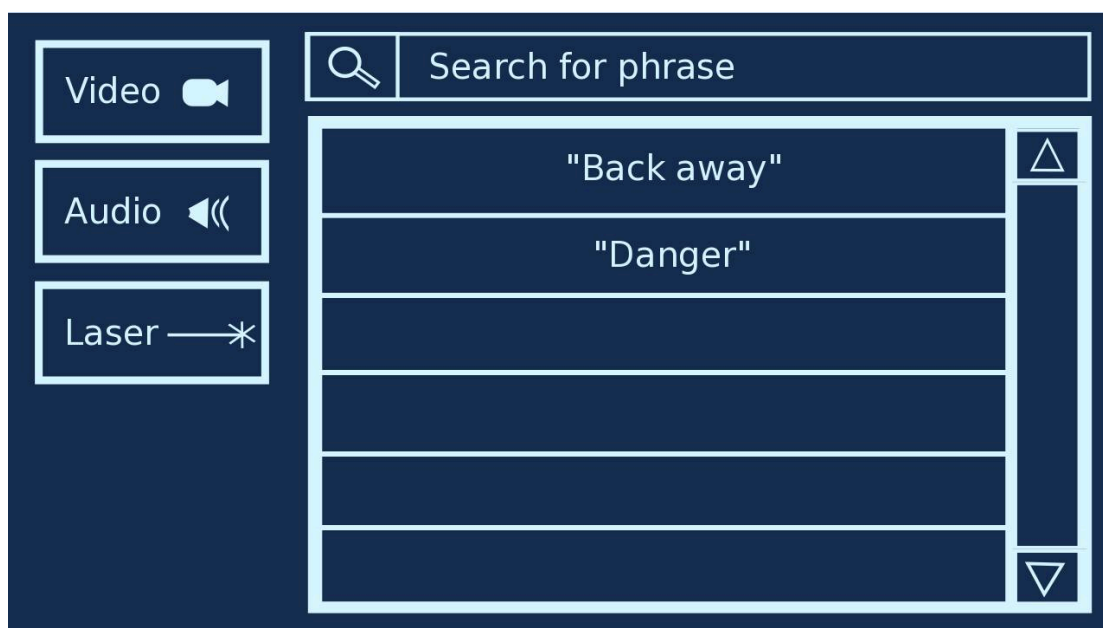 Video
Audio
Laser
Search for phrase
"Back away"
"Danger"